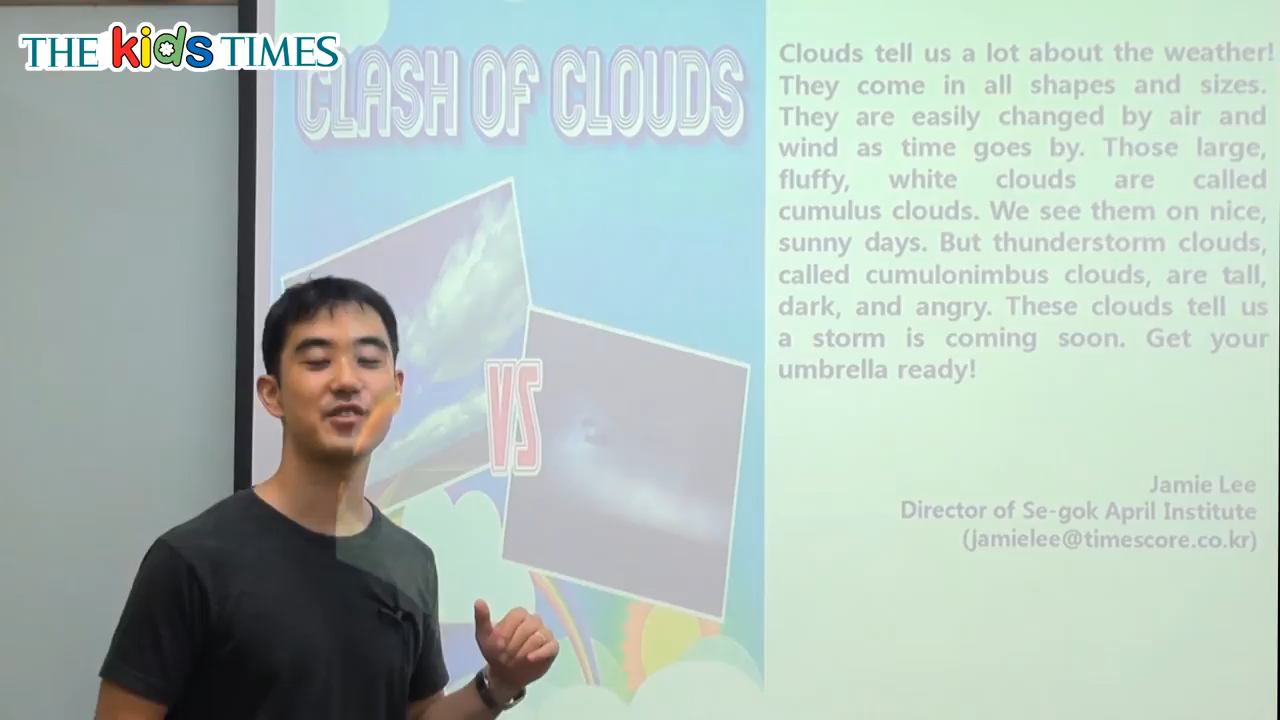 THE kids TIMES
CLASH OF CLOUDS
VS
Clouds tell us a lot about the weather!
They come in all shapes and sizes.
They are easily changed by air and
wind as time goes by. Those large,
fluffy, white clouds are called
cumulus clouds. We see them on nice,
sunny days. But thunderstorm clouds,
called cumulonimbus clouds, are tall,
dark, and angry. These clouds tell us
a storm is coming soon. Get your
umbrella ready!
Jamie Lee
Director of Se-gok April Institute
(jamielee@timescore.co.kr)